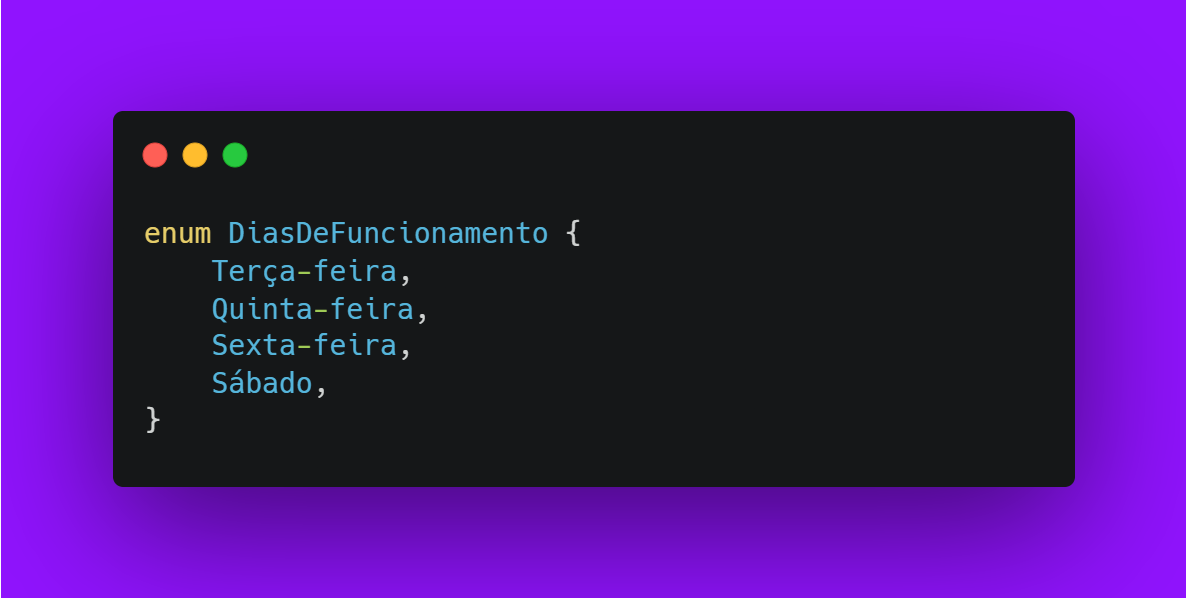 enum DiasDeFuncionamento {
    Terça-feira,
    Quinta-feira,
    Sexta-feira,
    Sábado,
}